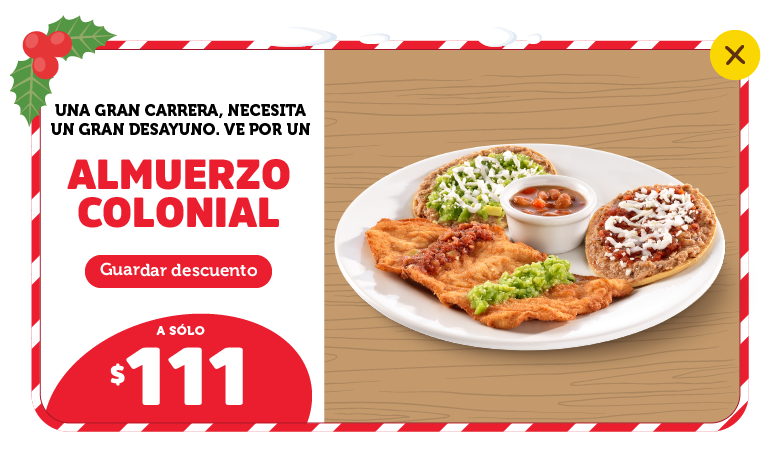 UNA GRAN CARRERA, NECESITA
UN GRAN DESAYUNO. VE POR UN
ALMUERZO
COLONIAL
Guardar descuento
A SÓLO
$111